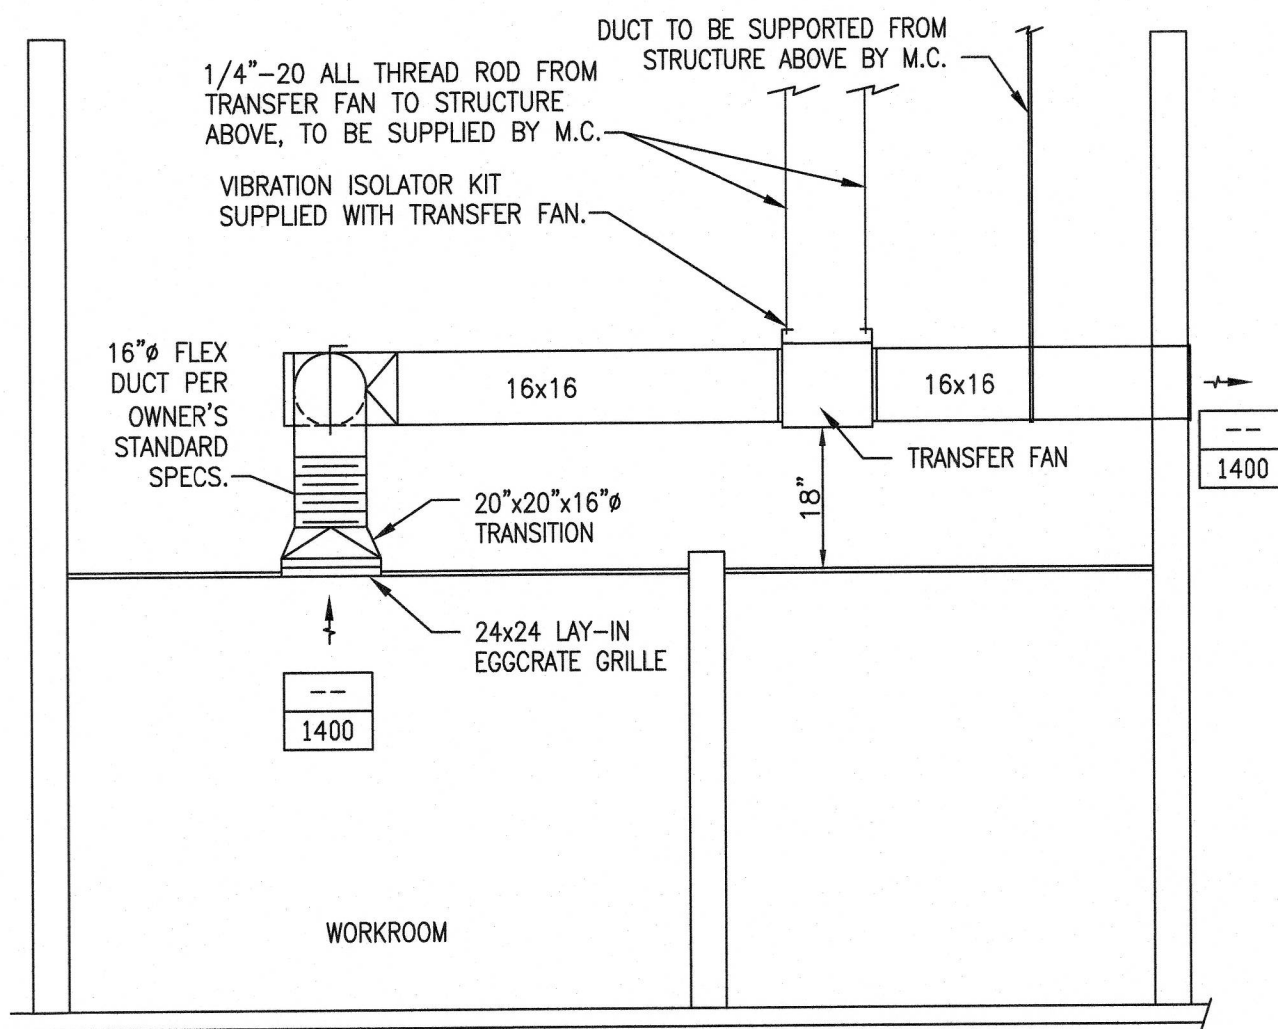 DUCT TO BE SUPPORTED FROM
STRUCTURE ABOVE BY M.C.
1/4"-20 ALL THREAD ROD FROM
TRANSFER FAN TO STRUCTURE
ABOVE, TO BE SUPPLIED BY M.C.
VIBRATION ISOLATOR KIT
SUPPLIED WITH TRANSFER FAN.
16"ø FLEX
DUCT PER
OWNER'S
STANDARD
SPECS.
16x16
16x16
--
1400
TRANSFER FAN
18"
20"x20"x16"ø
TRANSITION
24x24 LAY-IN
EGGCRATE GRILLE
--
1400
WORKROOM